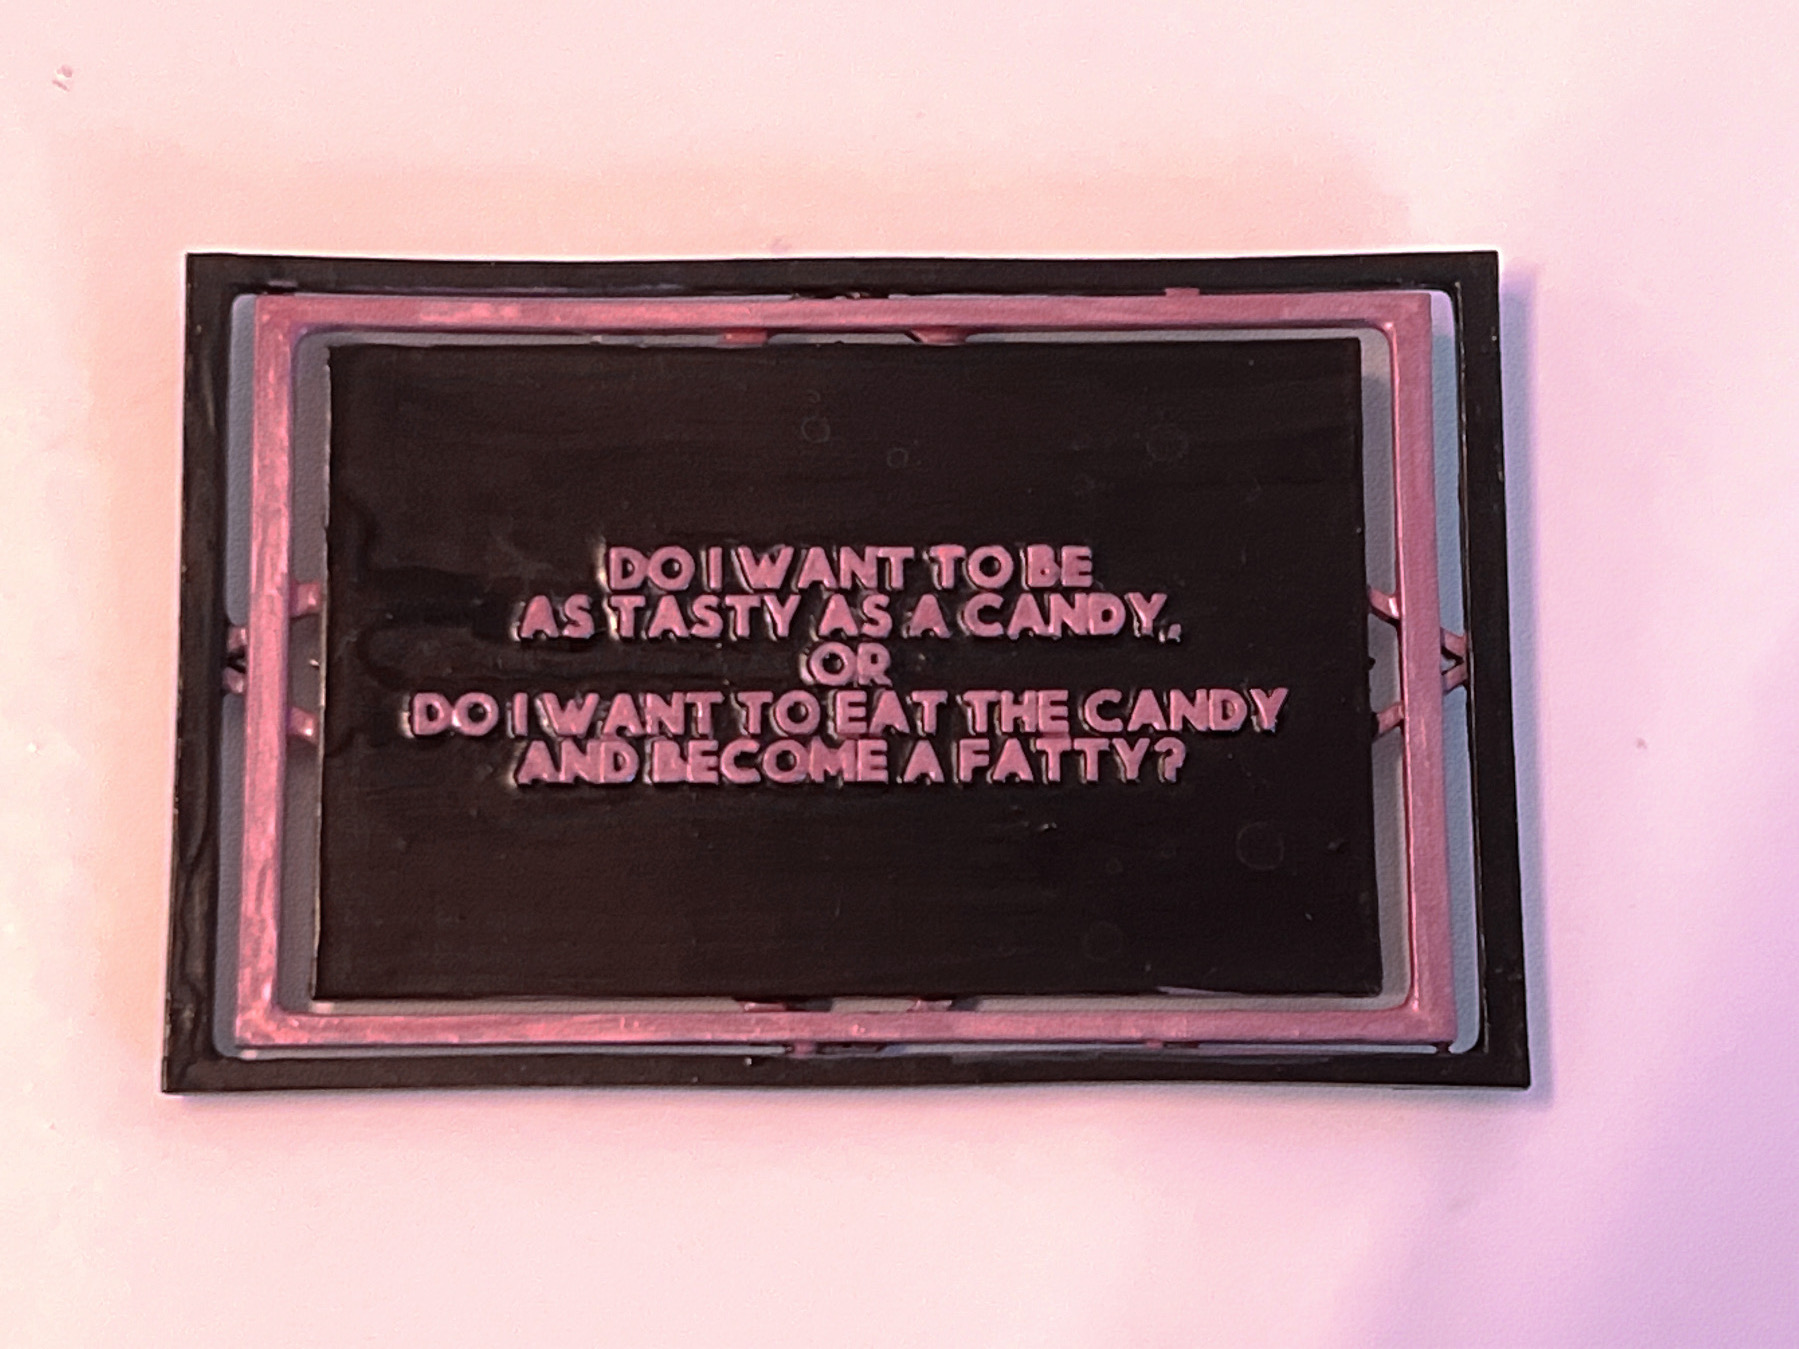 DO I WANT TO BE
AS TASTY AS A CANDY,
OR
DO I WANT TO EAT THE CANDY
AND BECOME A FATTY?